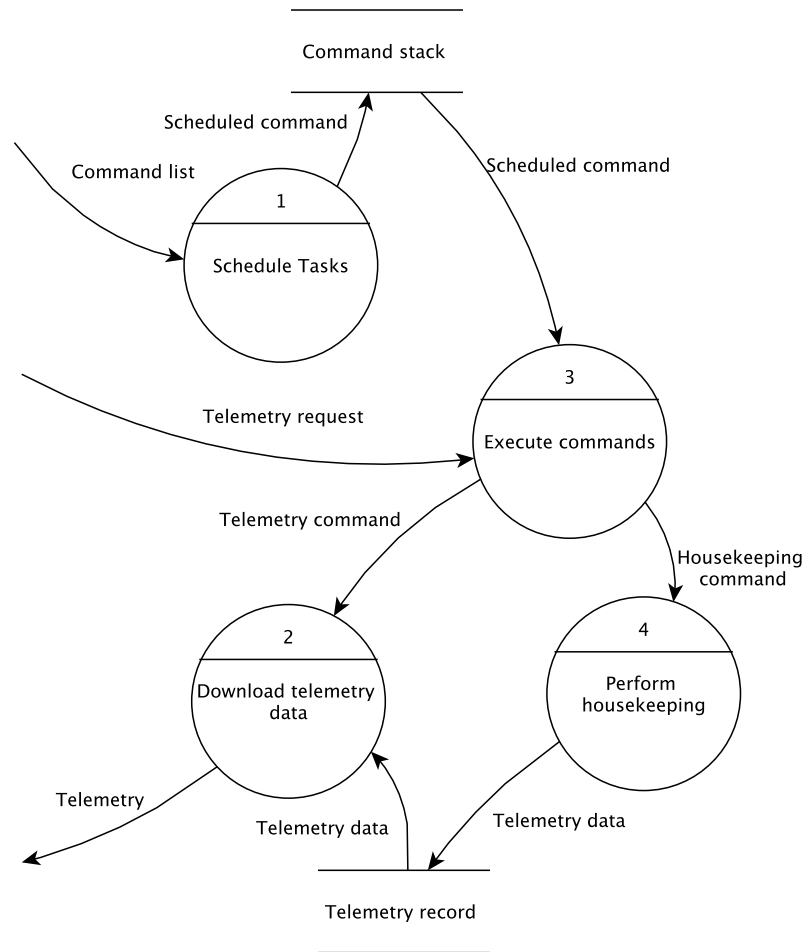 Command stack
Scheduled command
Command list
Scheduled command
1
Schedule Tasks
3
Telemetry request
Execute commands
Telemetry command
Housekeeping
command
2
4
Download telemetry
data
Perform
housekeeping
Telemetry
Telemetry data
Telemetry data
Telemetry record